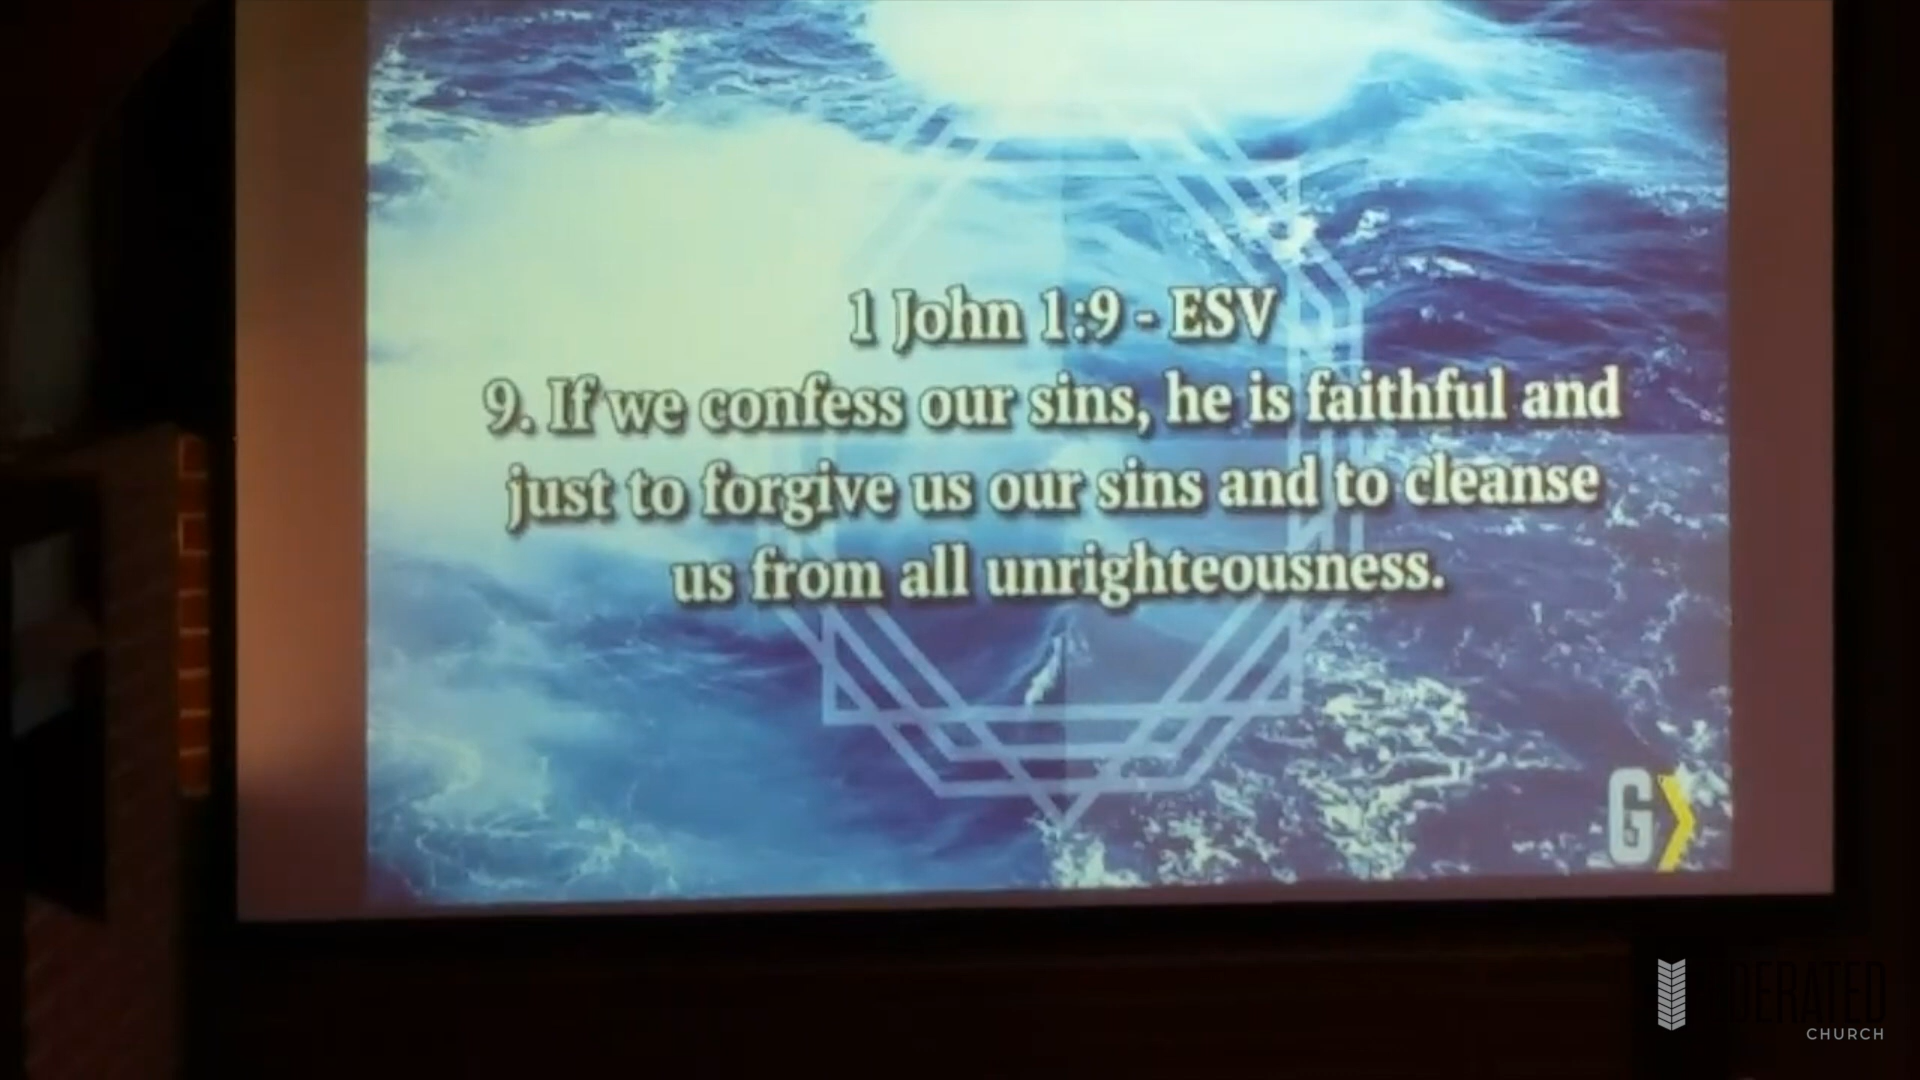 1 John 1:9 - ESV
9. If we confess our sins, he is faithful and
just to forgive us our sins and to cleanse
us from all unrighteousness.
G
DERATED
CHURCH